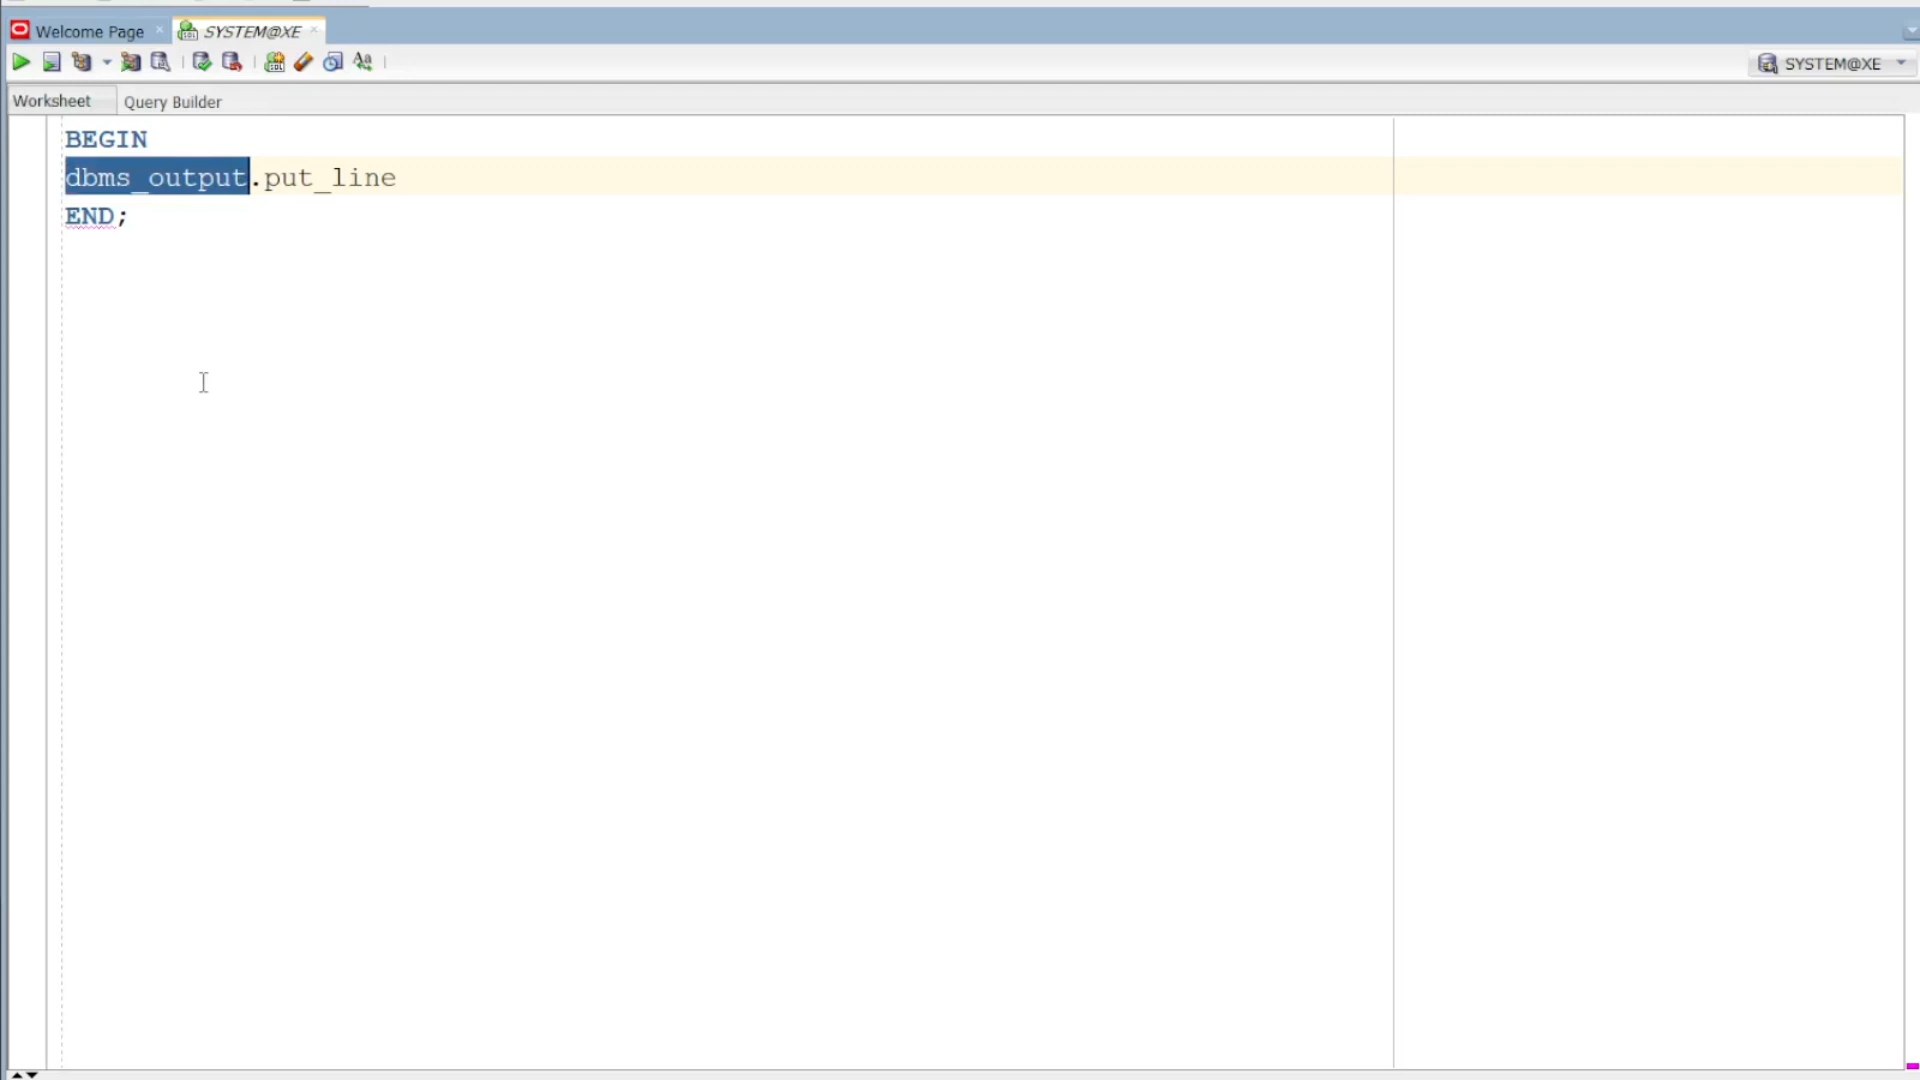 Welcome Page
SYSTEM@XE
SYSTEM@XE
Worksheet
Query Builder
BEGIN
dbms_output.put_line
END;